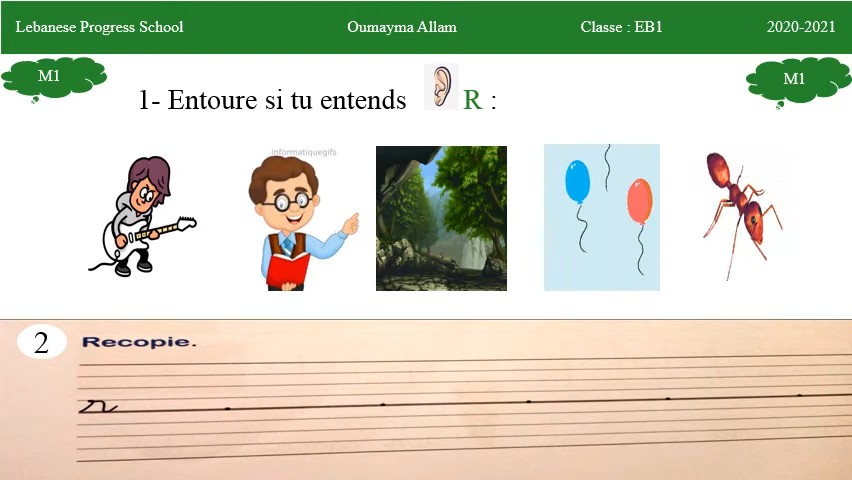 Lebanese Progress School Oumayma Allam Classe : EB1 2020-2021
M1
M1
1- Entoure si tu entends R :
informatiquegifs
2 Recopie.
r